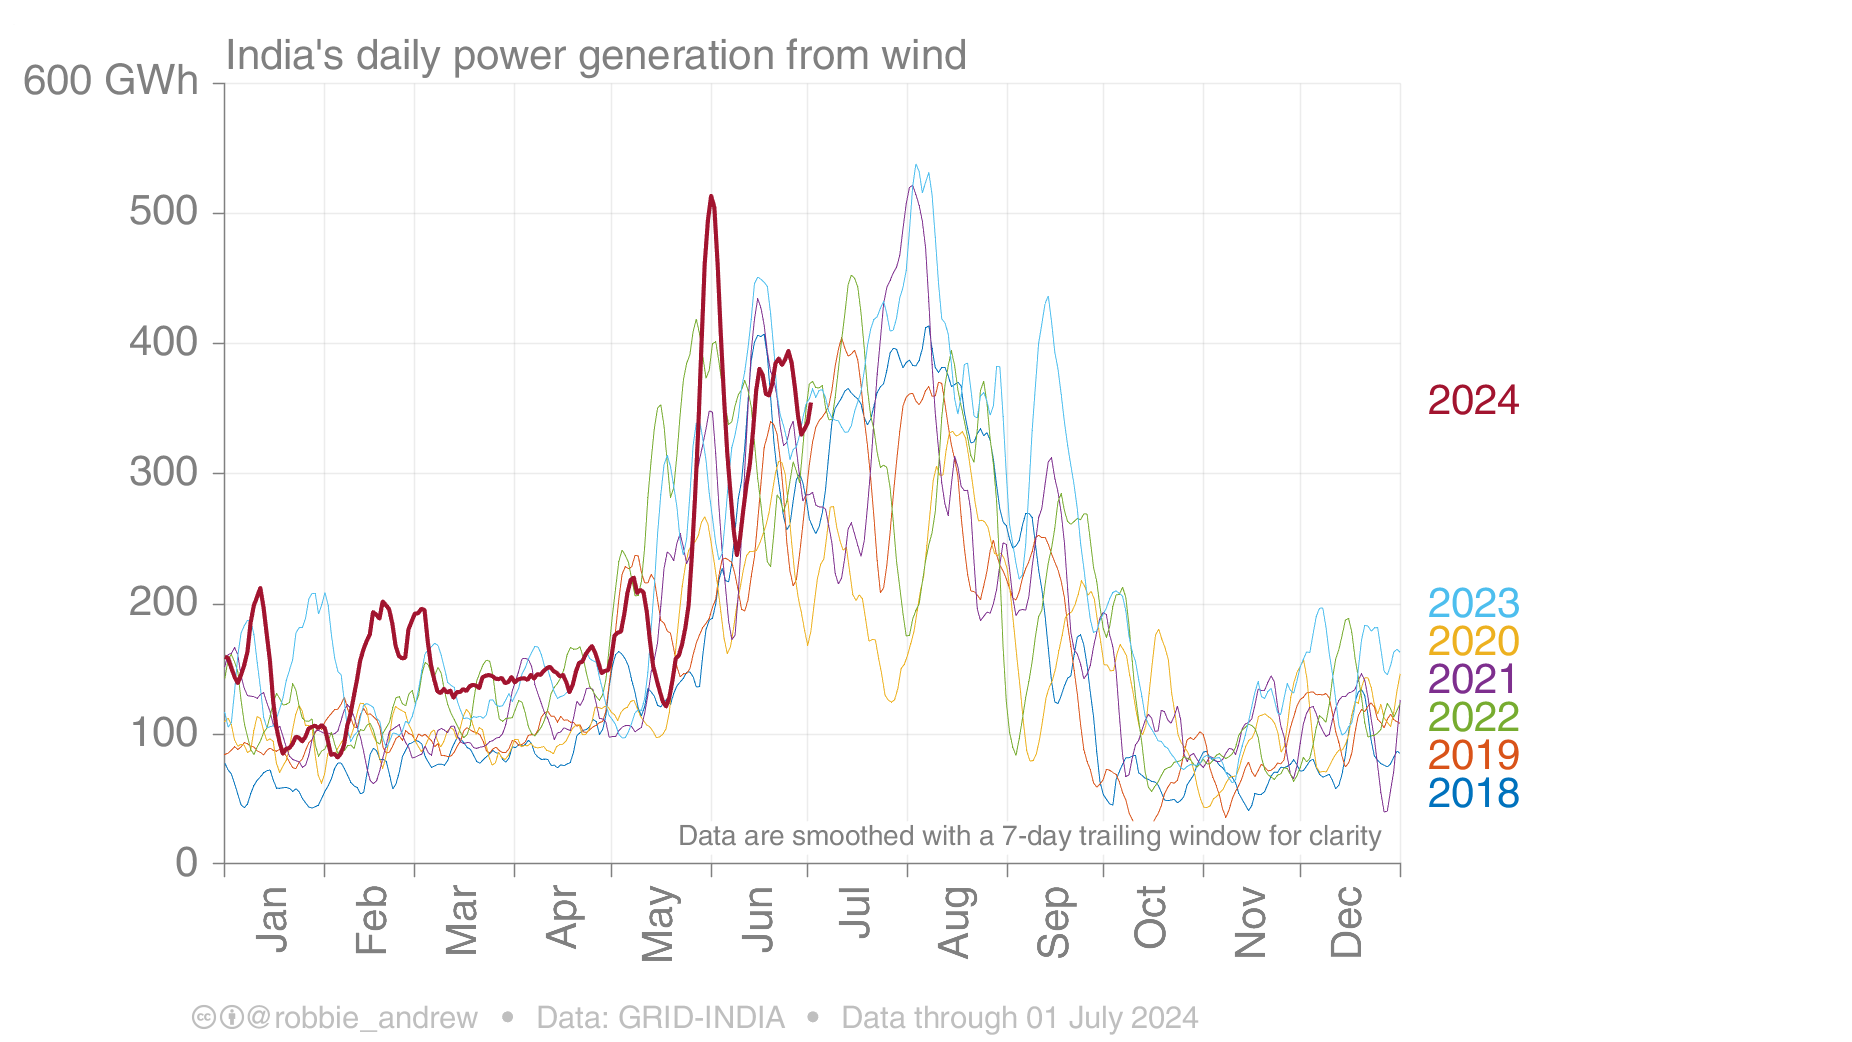 India's daily power generation from wind
600 GWh
500
400
300
200
100
0
2024
2023
2020
2021
2022
2019
2018
Data are smoothed with a 7-day trailing window for clarity
Jan Feb Mar Apr May Jun Jul Aug Sep Oct Nov Dec
cc @robbie_andrew • Data: GRID-INDIA • Data through 01 July 2024